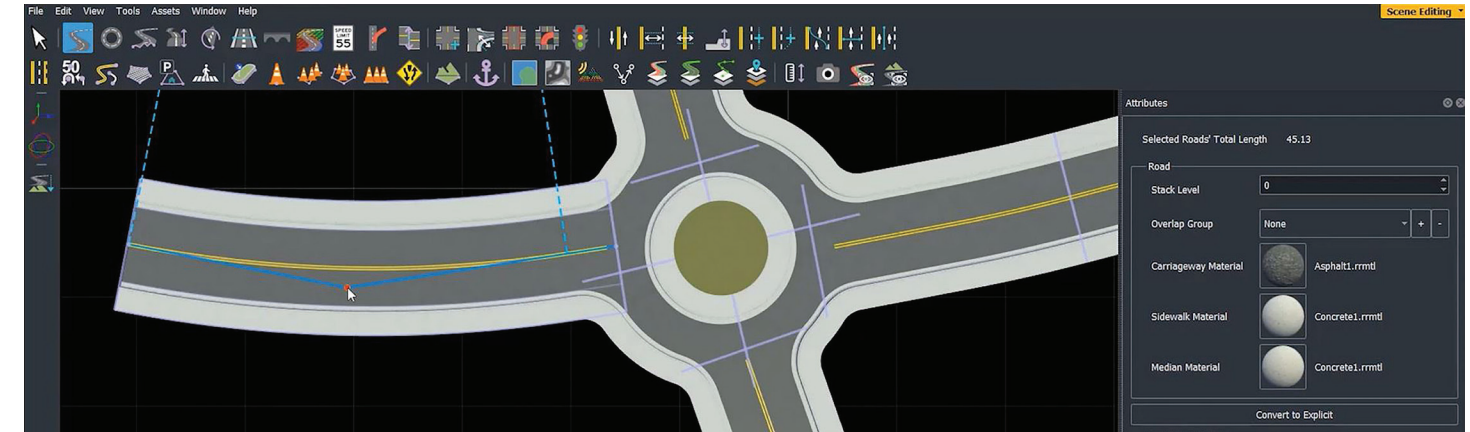 File Edit View Tools Assets Window Help
Scene Editing
SPEED LIMIT 55
50
P
Attributes
Selected Roads' Total Length 45.13
Road
Stack Level 0
Overlap Group None + -
Carriageway Material Asphalt1.rrmtl
Sidewalk Material Concrete1.rrmtl
Median Material Concrete1.rrmtl
Convert to Explicit